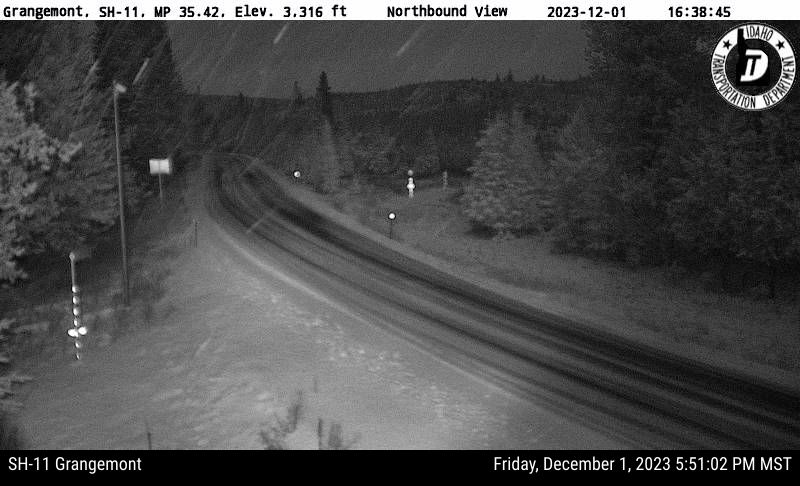 Grangemont, SH-11, MP 35.42, Elev. 3,316 ft Northbound View 2023-12-01 16:38:45
IDAHO
TRANSPORTATION DEPARTMENT
SH-11 Grangemont Friday, December 1, 2023 5:51:02 PM MST